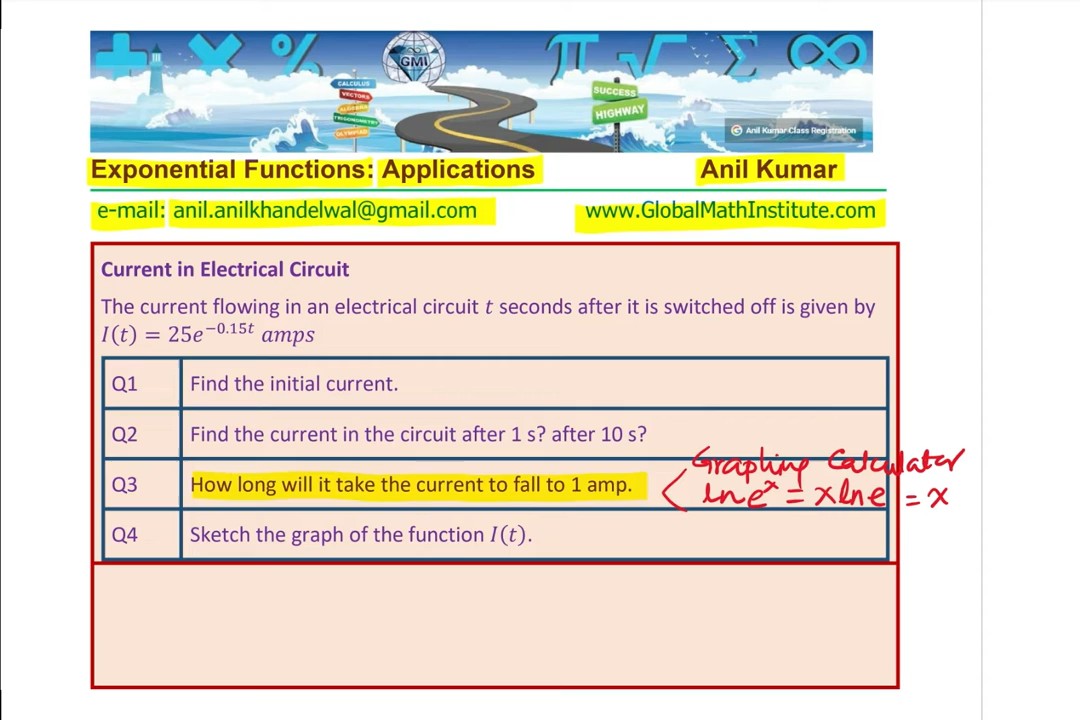 GMI
CALCULUS
VECTORS
ALGEBRA
TRIGONOMETRY
OLYMPIAD
SUCCESS
HIGHWAY
Anil Kumar Class Registration
Exponential Functions: Applications Anil Kumar
e-mail: anil.anilkhandelwal@gmail.com www.GlobalMathInstitute.com
Current in Electrical Circuit
The current flowing in an electrical circuit t seconds after it is switched off is given by
I(t) = 25e^{-0.15t} amps
Q1 Find the initial current.
Q2 Find the current in the circuit after 1 s? after 10 s?
Graphing Calculator
Q3 How long will it take the current to fall to 1 amp.
ln e^x = x ln e = x
Q4 Sketch the graph of the function I(t).